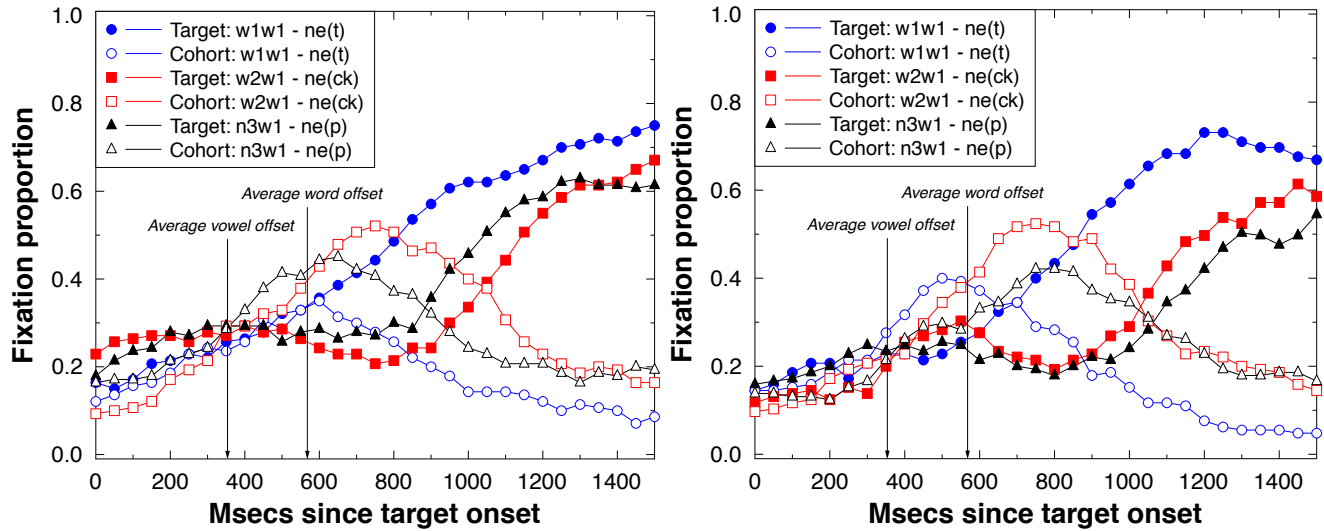 1.0
0.8
0.6
0.4
0.2
0.0
Fixation proportion
Target: w1w1 - ne(t)
Cohort: w1w1 - ne(t)
Target: w2w1 - ne(ck)
Cohort: w2w1 - ne(ck)
Target: n3w1 - ne(p)
Cohort: n3w1 - ne(p)
Average word offset
Average vowel offset
0 200 400 600 800 1000 1200 1400
Msecs since target onset
1.0
0.8
0.6
0.4
0.2
0.0
Fixation proportion
Target: w1w1 - ne(t)
Cohort: w1w1 - ne(t)
Target: w2w1 - ne(ck)
Cohort: w2w1 - ne(ck)
Target: n3w1 - ne(p)
Cohort: n3w1 - ne(p)
Average word offset
Average vowel offset
0 200 400 600 800 1000 1200 1400
Msecs since target onset